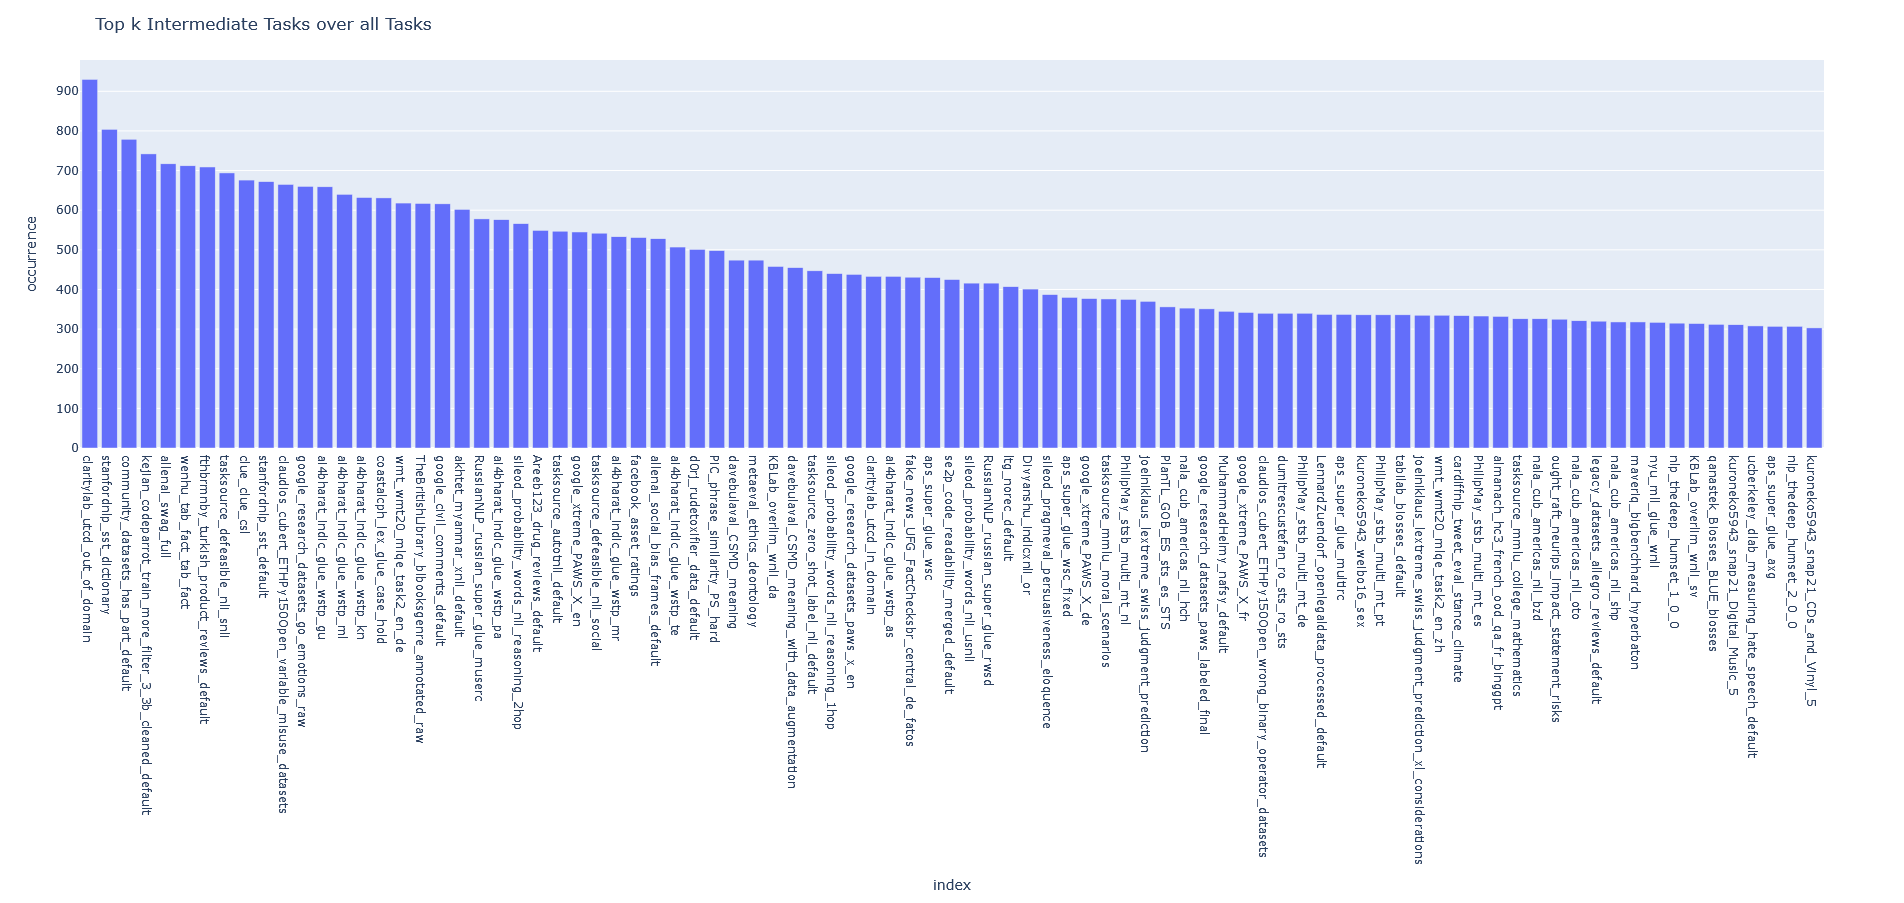 Top k Intermediate Tasks over all Tasks
occurrence
900
800
700
600
500
400
300
200
100
0
claritylab_utcd_out_of_domain
stanfordnlp_sst_dictionary
community_datasets_has_part_default
kejian_codeparrot_train_more_filter_3_3b_cleaned_default
allenai_swag_full
wenhu_tab_fact_tab_fact
fthbrmnby_turkish_product_reviews_default
tasksource_defeasible_nli_snli
clue_clue_csl
stanfordnlp_sst_default
claudios_cubert_ETHPy150Open_variable_misuse_datasets
google_research_datasets_go_emotions_raw
ai4bharat_indic_glue_wstp_gu
ai4bharat_indic_glue_wstp_ml
ai4bharat_indic_glue_wstp_kn
coastalcph_lex_glue_case_hold
wmt_wmt20_mlqe_task2_en_de
TheBritishLibrary_blbooksgenre_annotated_raw
google_civil_comments_default
akhtet_myanmar_xnli_default
RussianNLP_russian_super_glue_muserc
ai4bharat_indic_glue_wstp_pa
sileod_probability_words_nli_reasoning_2hop
Areeb123_drug_reviews_default
tasksource_autotnli_default
google_xtreme_PAWS_X_en
tasksource_defeasible_nli_social
ai4bharat_indic_glue_wstp_mr
facebook_asset_ratings
allenai_social_bias_frames_default
ai4bharat_indic_glue_wstp_te
d0rj_rudetoxifier_data_default
PiC_phrase_similarity_PS_hard
davebulaval_CSMD_meaning
metaeval_ethics_deontology
KBLab_overlim_wnli_da
davebulaval_CSMD_meaning_with_data_augmentation
tasksource_zero_shot_label_nli_default
sileod_probability_words_nli_reasoning_1hop
google_research_datasets_paws_x_en
claritylab_utcd_in_domain
ai4bharat_indic_glue_wstp_as
fake_news_UFG_FactChecksbr_central_de_fatos
aps_super_glue_wsc
se2p_code_readability_merged_default
sileod_probability_words_nli_usnli
RussianNLP_russian_super_glue_rwsd
ltg_norec_default
Divyanshu_indicxnli_or
sileod_pragmeval_persuasiveness_eloquence
aps_super_glue_wsc_fixed
google_xtreme_PAWS_X_de
tasksource_mmlu_moral_scenarios
PhilipMay_stsb_multi_mt_nl
joelniklaus_lextreme_swiss_judgment_prediction
PlanTL_GOB_ES_sts_es_STS
nala_cub_americas_nli_hch
google_research_datasets_paws_labeled_final
MuhammadHelmy_nafsy_default
google_xtreme_PAWS_X_fr
claudios_cubert_ETHPy150Open_wrong_binary_operator_datasets
dumitrescustefan_ro_sts_ro_sts
PhilipMay_stsb_multi_mt_de
LennardZuendorf_openlegaldata_processed_default
aps_super_glue_multirc
kuroneko5943_weibo16_sex
PhilipMay_stsb_multi_mt_pt
tabilab_biosses_default
joelniklaus_lextreme_swiss_judgment_prediction_xl_considerations
wmt_wmt20_mlqe_task2_en_zh
cardiffnlp_tweet_eval_stance_climate
PhilipMay_stsb_multi_mt_es
almanach_hc3_french_ood_qa_fr_binggpt
tasksource_mmlu_college_mathematics
nala_cub_americas_nli_bzd
ought_raft_neurips_impact_statement_risks
nala_cub_americas_nli_oto
legacy_datasets_allegro_reviews_default
nala_cub_americas_nli_shp
maveriq_bigbenchhard_hyperbaton
nyu_mll_glue_wnli
nlp_thedeep_humset_1_0_0
KBLab_overlim_wnli_sv
qanastek_Biosses_BLUE_biosses
kuroneko5943_snap21_Digital_Music_5
ucberkeley_dlab_measuring_hate_speech_default
aps_super_glue_axg
nlp_thedeep_humset_2_0_0
kuroneko5943_snap21_CDs_and_Vinyl_5
index